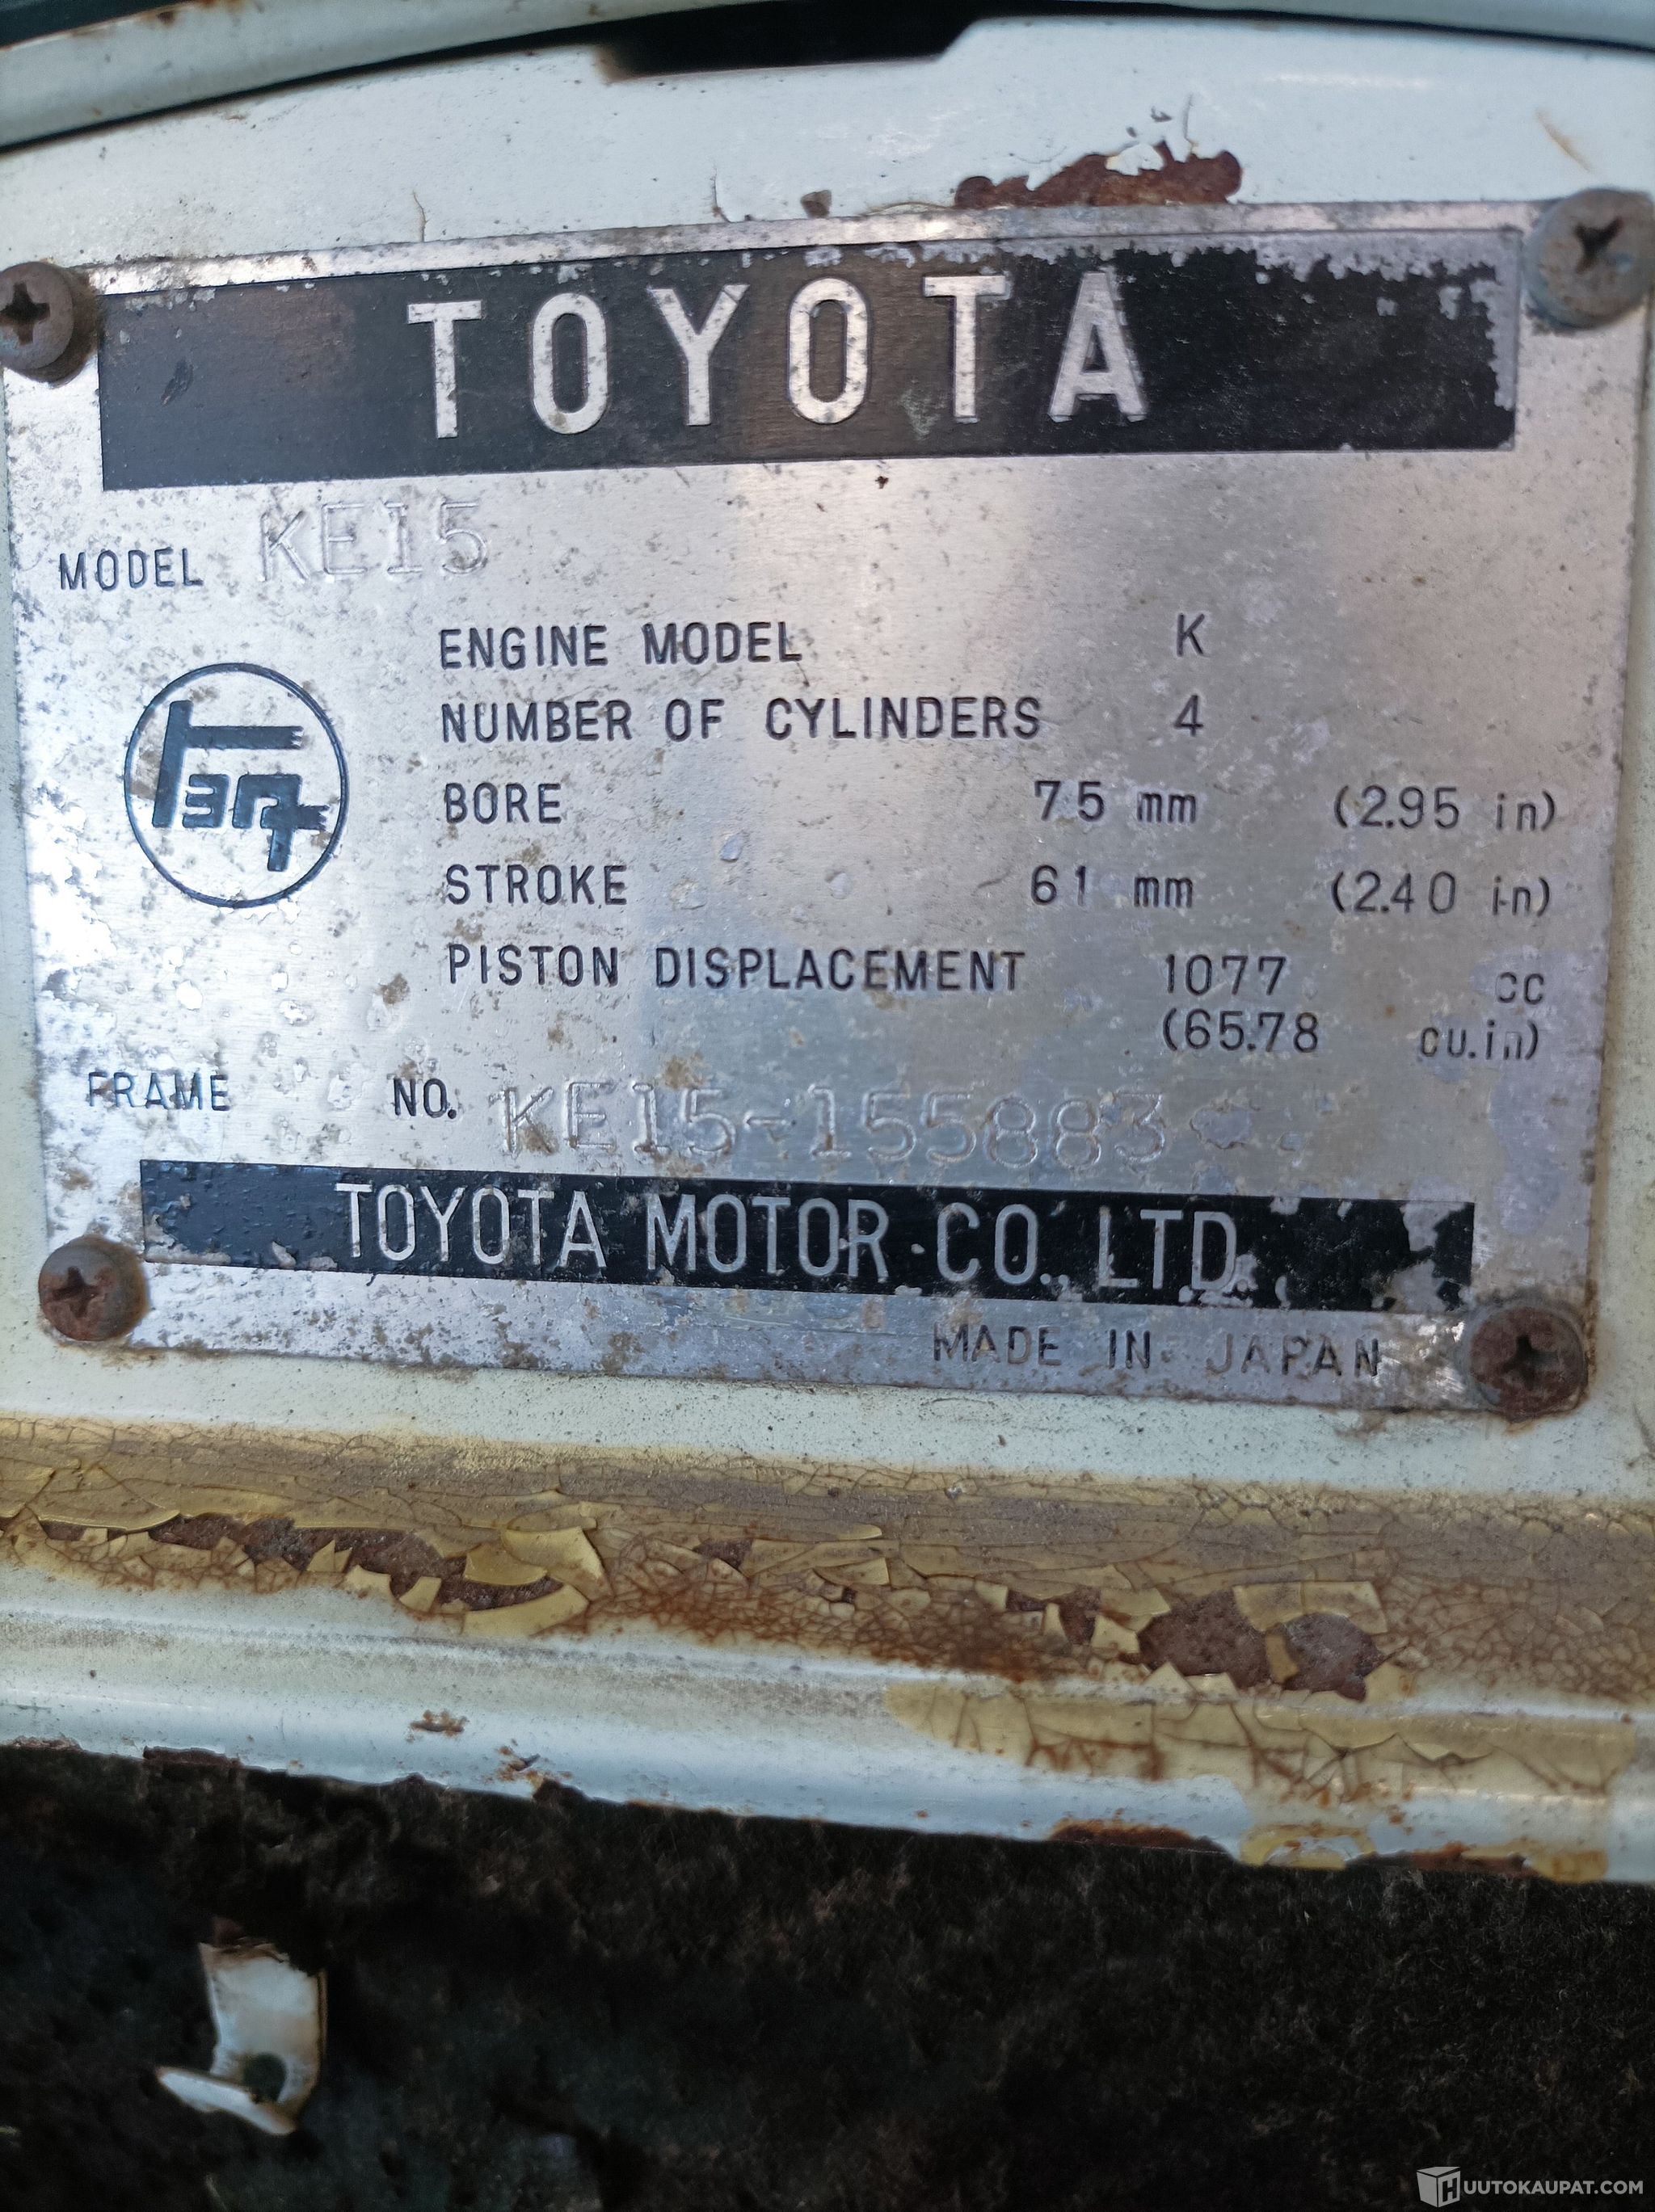 TOYOTA
MODEL KE15
ENGINE MODEL K
NUMBER OF CYLINDERS 4
BORE 75 mm (2.95 in)
STROKE 61 mm (2.40 in)
PISTON DISPLACEMENT 1077 cc
(65.78 cu.in)
FRAME NO. KE15-155883
TOYOTA MOTOR CO., LTD.
MADE IN JAPAN
HUUTOKAUPAT.COM